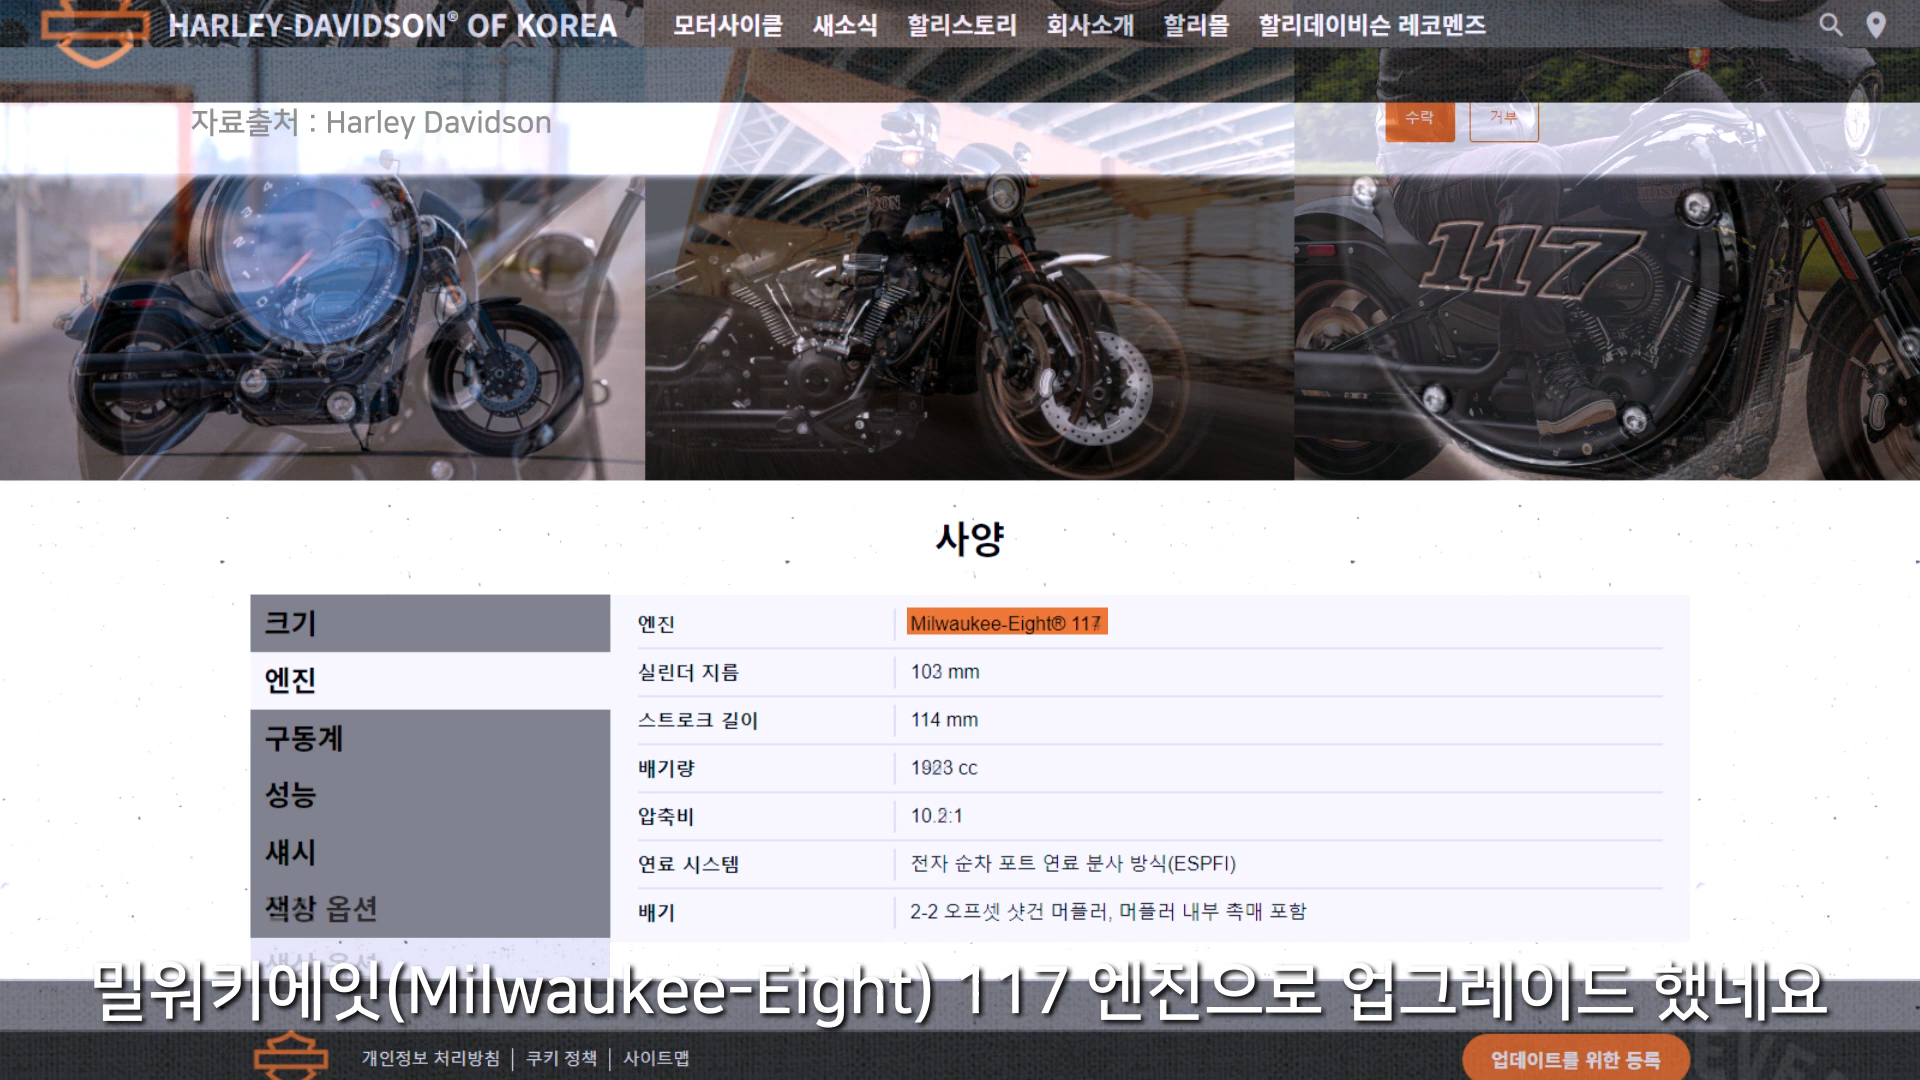 HARLEY-DAVIDSON® OF KOREA 모터사이클 새소식 할리스토리 회사소개 할리몰 할리데이비슨 레코멘즈
자료출처 : Harley Davidson
수락 거부
117
사양
크기
엔진
구동계
성능
섀시
색상 옵션
엔진 Milwaukee-Eight® 117
실린더 지름 103 mm
스트로크 길이 114 mm
배기량 1923 cc
압축비 10.2:1
연료 시스템 전자 순차 포트 연료 분사 방식(ESPFI)
배기 2-2 오프셋 샷건 머플러, 머플러 내부 촉매 포함
밀워키에잇(Milwaukee-Eight) 117 엔진으로 업그레이드 했네요
개인정보 처리방침 | 쿠키 정책 | 사이트맵
업데이트를 위한 등록